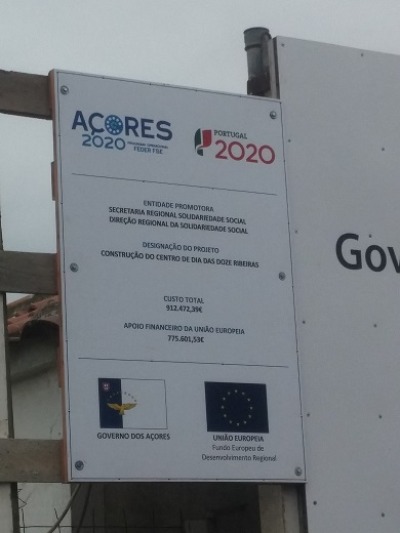 AÇORES
2020 PROGRAMA OPERACIONAL
FEDER FSE
PORTUGAL
2020
ENTIDADE PROMOTORA
SECRETARIA REGIONAL SOLIDARIEDADE SOCIAL
DIREÇÃO REGIONAL DA SOLIDARIEDADE SOCIAL
DESIGNAÇÃO DO PROJETO
CONSTRUÇÃO DO CENTRO DE DIA DAS DOZE RIBEIRAS
CUSTO TOTAL
912.472,39€
APOIO FINANCEIRO DA UNIÃO EUROPEIA
775.601,53€
GOVERNO DOS AÇORES
UNIÃO EUROPEIA
Fundo Europeu de
Desenvolvimento Regional
Gov